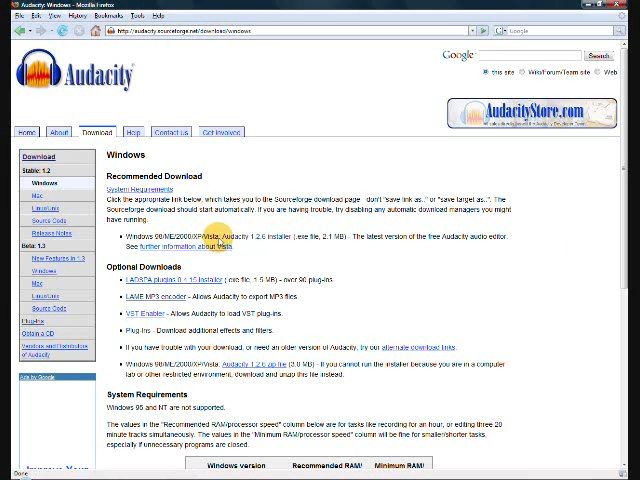 Audacity: Windows - Mozilla Firefox
File Edit View History Bookmarks Tools Help
http://audacity.sourceforge.net/download/windows
Google
Audacity®
Google Search
this site Wiki/Forum/Team site Web
AudacityStore.com
Home About Download Help Contact Us Get Involved
Download
Stable: 1.2
Windows
Mac
Linux/Unix
Source Code
Release Notes
Beta: 1.3
New Features in 1.3
Windows
Mac
Linux/Unix
Source Code
Plug-Ins
Obtain a CD
Vendors and Distributors
of Audacity
Ads by Google
Improve Your
Windows
Recommended Download
System Requirements
Click the appropriate link below, which takes you to the Sourceforge download page - don't "save link as.." or "save target as..". The
Sourceforge download should start automatically. If you are having trouble, try disabling any automatic download managers you might
have running.
Windows 98/ME/2000/XP/Vista: Audacity 1.2.6 installer (.exe file, 2.1 MB) - The latest version of the free Audacity audio editor.
See further information about Vista.
Optional Downloads
LADSPA plugins 0.4.15 installer (.exe file, 1.5 MB) - over 90 plug-ins
LAME MP3 encoder - Allows Audacity to export MP3 files.
VST Enabler - Allows Audacity to load VST plug-ins.
Plug-Ins - Download additional effects and filters.
If you have trouble with your download, or need an older version of Audacity, try our alternate download links.
Windows 98/ME/2000/XP/Vista: Audacity 1.2.6 zip file (3.0 MB) - If you cannot run the installer because you are in a computer
lab or other restricted environment, download and unzip this file instead.
System Requirements
Windows 95 and NT are not supported.
The values in the "Recommended RAM/processor speed" column below are for tasks like recording for an hour, or editing three 20
minute tracks simultaneously. The values in the "Minimum RAM/processor speed" column will be fine for smaller/shorter tasks,
especially if unnecessary programs are closed.
Windows version Recommended RAM/ Minimum RAM/
Done